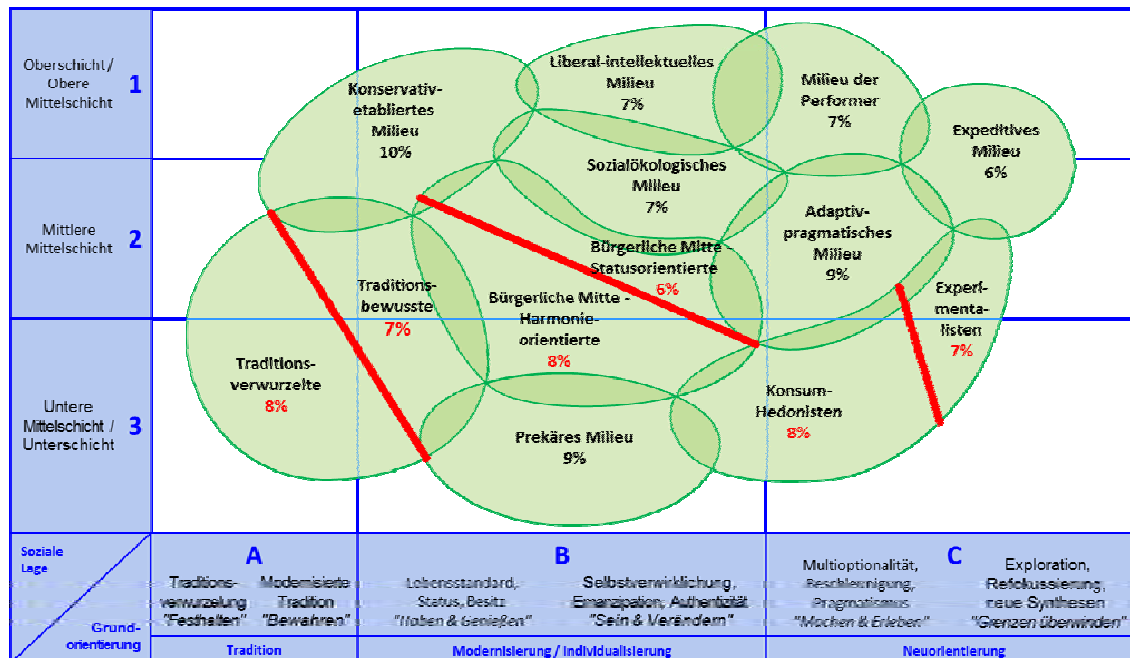 Oberschicht /
Obere
Mittelschicht
1
Mittlere
Mittelschicht
2
Untere
Mittelschicht /
Unterschicht
3
Konservativ-
etabliertes
Milieu
10%
Liberal-intellektuelles
Milieu
7%
Milieu der
Performer
7%
Expeditives
Milieu
6%
Sozialökologisches
Milieu
7%
Adaptiv-
pragmatisches
Milieu
9%
Bürgerliche Mitte -
Statusorientierte
6%
Traditions-
bewusste
7%
Bürgerliche Mitte -
Harmonie-
orientierte
8%
Experi-
mentalisten
7%
Traditions-
verwurzelte
8%
Konsum-
Hedonisten
8%
Prekäres Milieu
9%
Soziale
Lage
Grund-
orientierung
A
Traditions-
verwurzelung
"Festhalten"
Modernisierte
Tradition
"Bewahren"
Tradition
B
Lebensstandard,
Status, Besitz
"Haben & Genießen"
Selbstverwirklichung,
Emanzipation, Authentizität
"Sein & Verändern"
Modernisierung / Individualisierung
C
Multioptionalität,
Beschleunigung,
Pragmatismus
"Machen & Erleben"
Exploration,
Refokussierung,
neue Synthesen
"Grenzen überwinden"
Neuorientierung